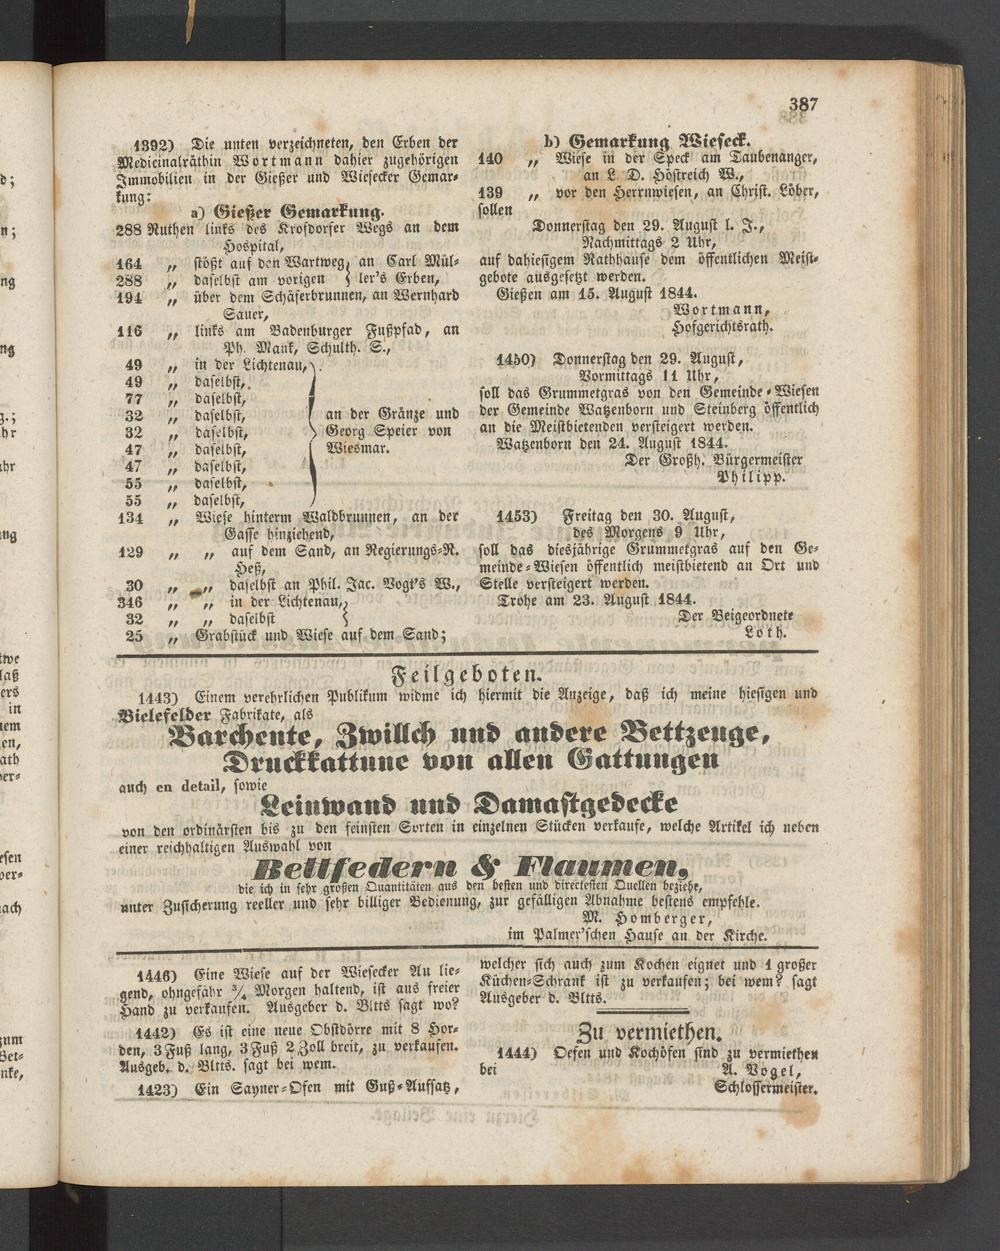 387
1392) Die unten verzeichneten, den Erben der
Medicinalräthin Wortmann dahier zugehörigen
Immobilien in der Gießer und Wiesecker Gemar-
kung:
a) Gießer Gemarkung.
288 Ruthen links des Krofdorfer Wegs an dem
Hospital,
164 „ stößt auf den Wartweg, an Carl Mül-
288 „ daselbst am vorigen ler's Erben,
194 „ über dem Schäferbrunnen, an Wernhard
Sauer,
116 „ links am Badenburger Fußpfad, an
Ph. Mank, Schulth. S.,
49 „ in der Lichtenau,
49 „ daselbst,
77 „ daselbst,
32 „ daselbst, an der Gränze und
32 „ daselbst, Georg Speier von
47 „ daselbst, Wiesmar.
47 „ daselbst,
55 „ daselbst,
55 „ daselbst,
134 „ Wiese hinterm Waldbrunnen, an der
Gasse hinziehend,
129 „ „ auf dem Sand, an Regierungs-R.
Heß,
30 „ „ daselbst an Phil. Jac. Vogt's W.,
346 „ „ in der Lichtenau,
32 „ „ daselbst
25 „ Grabstück und Wiese auf dem Sand;
b) Gemarkung Wieseck.
140 „ Wiese in der Speck am Taubenanger,
an L. D. Höstreich W.,
139 „ vor den Herrnwiesen, an Christ. Löber,
sollen
Donnerstag den 29. August l. J.,
Nachmittags 2 Uhr,
auf dahiesigem Rathhause dem öffentlichen Meist-
gebote ausgesetzt werden.
Gießen am 15. August 1844.
Wortmann,
Hofgerichtsrath.
1450) Donnerstag den 29. August,
Vormittags 11 Uhr,
soll das Grummetgras von den Gemeinde-Wiesen
der Gemeinde Watzenborn und Steinberg öffentlich
an die Meistbietenden versteigert werden.
Watzenborn den 24. August 1844.
Der Großh. Bürgermeister
Philipp.
1453) Freitag den 30. August,
des Morgens 9 Uhr,
soll das diesjährige Grummetgras auf den Ge-
meinde-Wiesen öffentlich meistbietend an Ort und
Stelle versteigert werden.
Trohe am 23. August 1844.
Der Beigeordnete
Loth.
Feilgeboten.
1443) Einem verehrlichen Publikum widme ich hiermit die Anzeige, daß ich meine hiesigen und
Bielefelder Fabrikate, als
Barchente, Zwillch und andere Bettzeuge,
Druckkattune von allen Gattungen
auch en detail, sowie
Leinwand und Damastgedecke
von den ordinärsten bis zu den feinsten Sorten in einzelnen Stücken verkaufe, welche Artikel ich neben
einer reichhaltigen Auswahl von
Bettfedern & Flaumen,
die ich in sehr großen Quantitäten aus den besten und directesten Quellen beziehe,
unter Zusicherung reeller und sehr billiger Bedienung, zur gefälligen Abnahme bestens empfehle.
M. Homberger,
im Palmer'schen Hause an der Kirche.
1446) Eine Wiese auf der Wiesecker Au lie-
gend, ohngefähr ¾ Morgen haltend, ist aus freier
Hand zu verkaufen. Ausgeber d. Bltts sagt wo?
1442) Es ist eine neue Obstdörre mit 8 Hor-
den, 3 Fuß lang, 3 Fuß 2 Zoll breit, zu verkaufen.
Ausgeb. d. Bltts. sagt bei wem.
1423) Ein Sayner-Ofen mit Guß-Aufsatz,
welcher sich auch zum Kochen eignet und 1 großer
Küchen-Schrank ist zu verkaufen; bei wem? sagt
Ausgeber d. Bltts.
Zu vermiethen.
1444) Oefen und Kochöfen sind zu vermiethen
bei A. Vogel,
Schlossermeister.